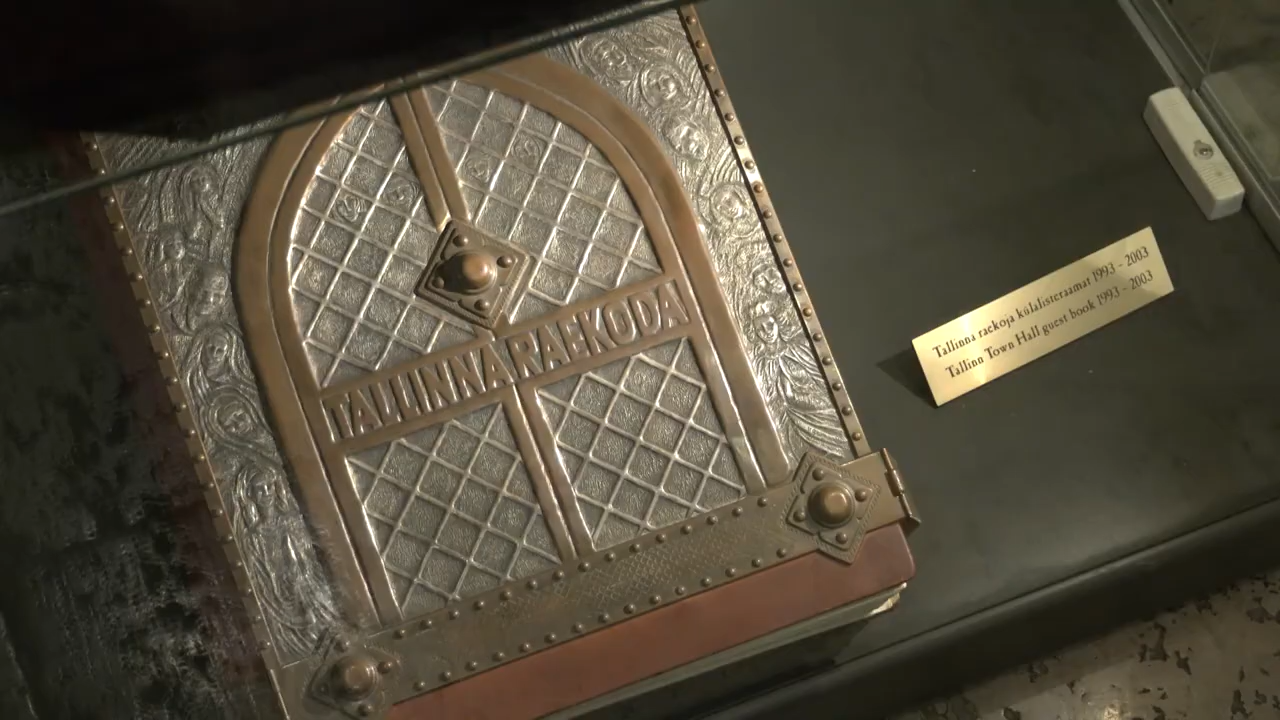 TALLINNA RAEKODA
Tallinna raekoja külalisteraamat 1993 - 2003
Tallinn Town Hall guest book 1993 - 2003